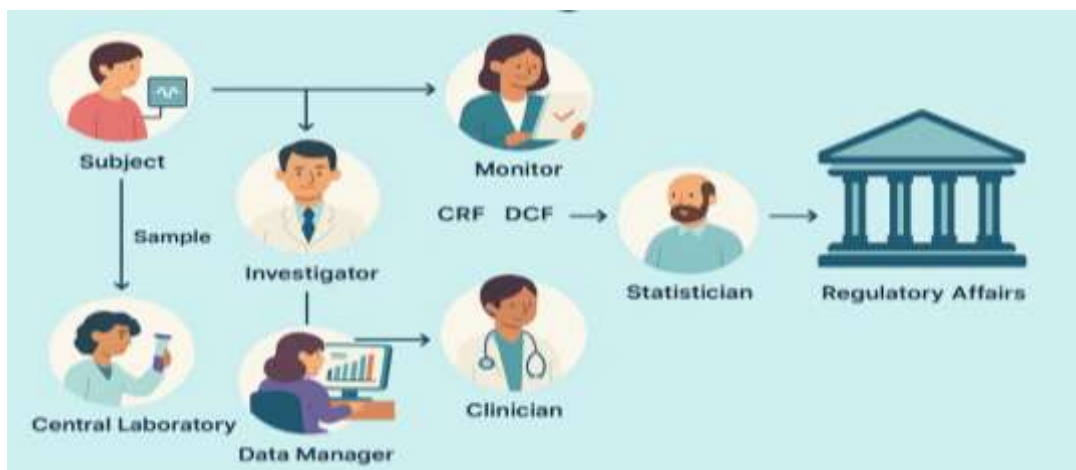 Subject
Monitor
CRF DCF
Sample
Investigator
Statistician
Regulatory Affairs
Clinician
Central Laboratory
Data Manager